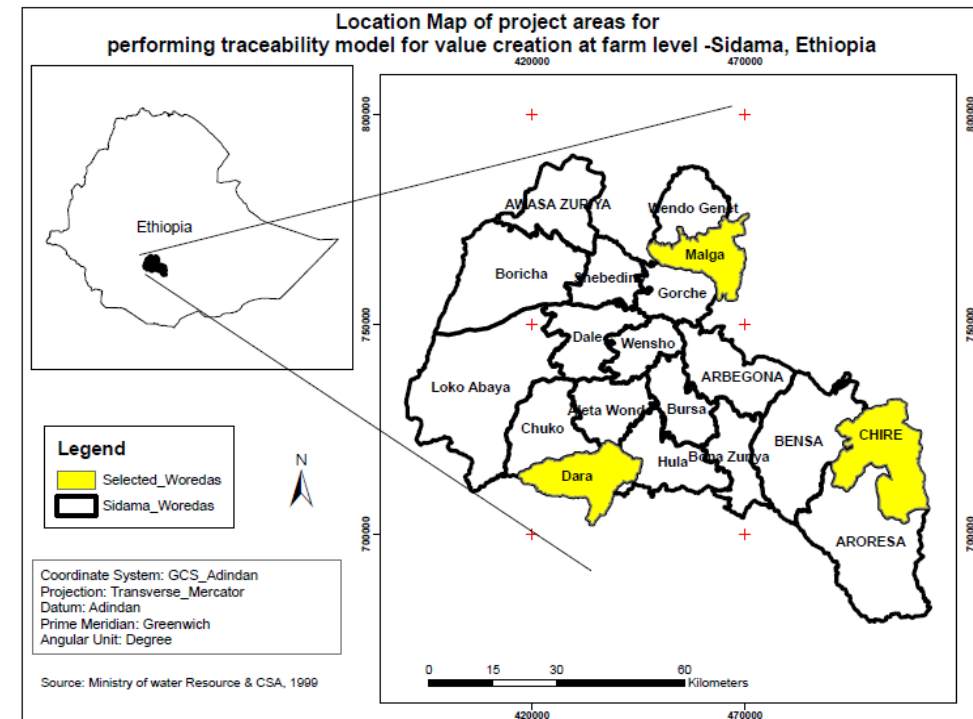 Location Map of project areas for
performing traceability model for value creation at farm level -Sidama, Ethiopia
420000 470000
800000
Ethiopia
AWASA ZURIYA
Wendo Genet
Malga
Boricha
Shebedino
Gorche
750000 750000
Dale
Wensho
ARBEGONA
Loko Abaya
Aleta Wondo
Bursa
Chuko
BENSA
CHIRE
Hula
Bona Zuriya
Dara
700000 700000
ARORESA
Legend
Selected_Woredas
Sidama_Woredas
N
Coordinate System: GCS_Adindan
Projection: Transverse_Mercator
Datum: Adindan
Prime Meridian: Greenwich
Angular Unit: Degree
Source: Ministry of water Resource & CSA, 1999
0 15 30 60
Kilometers
420000 470000